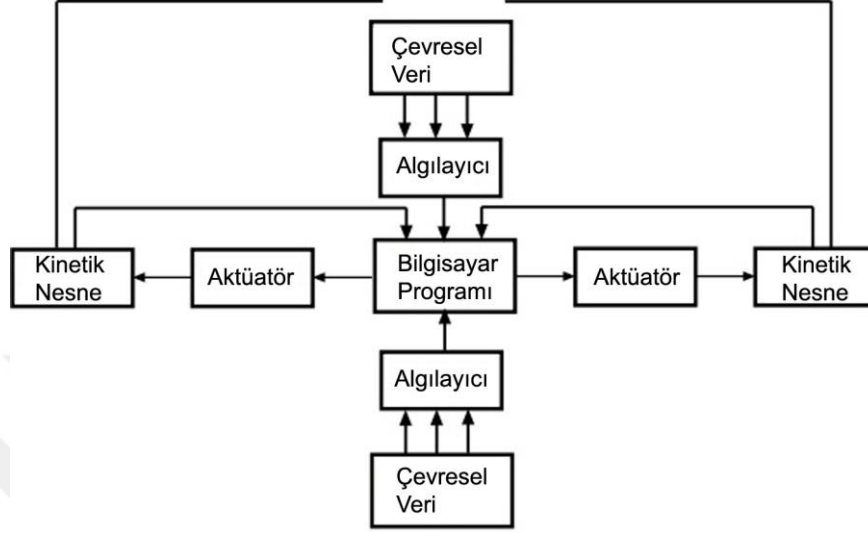 Çevresel
Veri
Algılayıcı
Kinetik
Nesne
Aktüatör
Bilgisayar
Programı
Aktüatör
Kinetik
Nesne
Algılayıcı
Çevresel
Veri